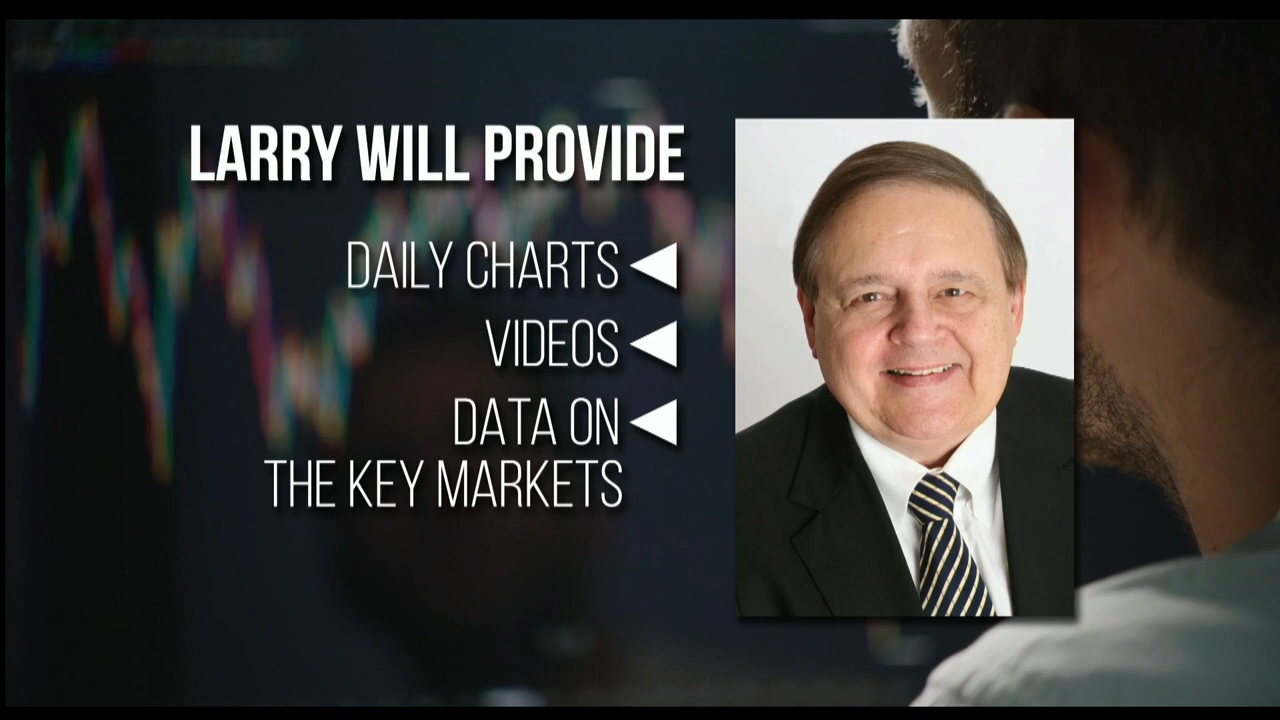 LARRY WILL PROVIDE
DAILY CHARTS
VIDEOS
DATA ON
THE KEY MARKETS